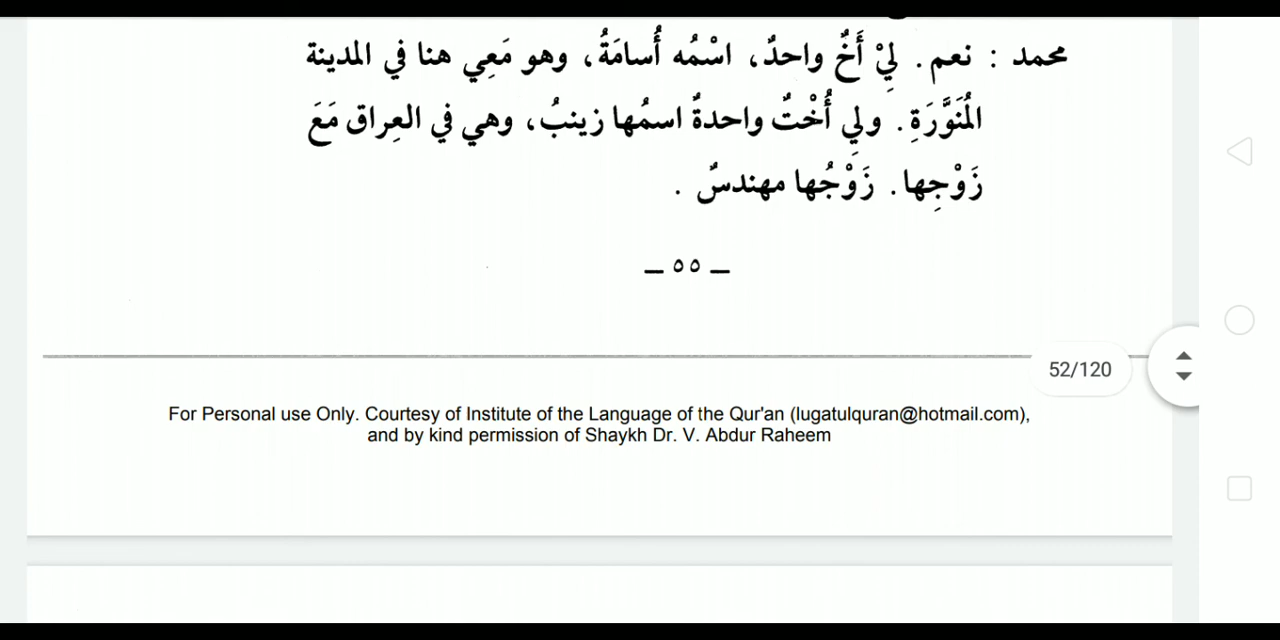 محمد : نعم. لِيْ أَخٌ واحدٌ، اسْمُه أُسامَةُ، وهو مَعِي هنا في المدينة
المُنَوَّرَةِ. ولِي أُخْتٌ واحدةٌ اسمُها زينبُ، وهي في العِراق مَعَ
زَوْجِها. زَوْجُها مهندسٌ .
— ٥٥ —
52/120
For Personal use Only. Courtesy of Institute of the Language of the Qur'an (lugatulquran@hotmail.com),
and by kind permission of Shaykh Dr. V. Abdur Raheem